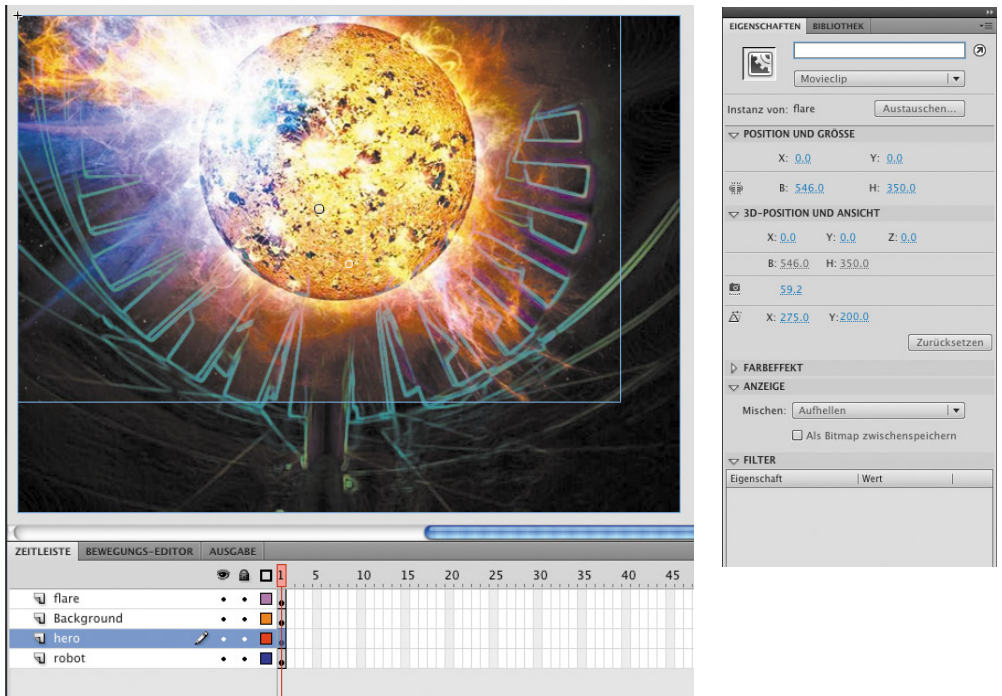 EIGENSCHAFTEN BIBLIOTHEK
Movieclip
Instanz von: flare Austauschen...
POSITION UND GRÖSSE
X: 0.0 Y: 0.0
B: 546.0 H: 350.0
3D-POSITION UND ANSICHT
X: 0.0 Y: 0.0 Z: 0.0
B: 546.0 H: 350.0
59.2
X: 275.0 Y: 200.0
Zurücksetzen
FARBEFFEKT
ANZEIGE
Mischen: Aufhellen
Als Bitmap zwischenspeichern
FILTER
Eigenschaft Wert
ZEITLEISTE BEWEGUNGS-EDITOR AUSGABE
1 5 10 15 20 25 30 35 40 45
flare
Background
hero
robot